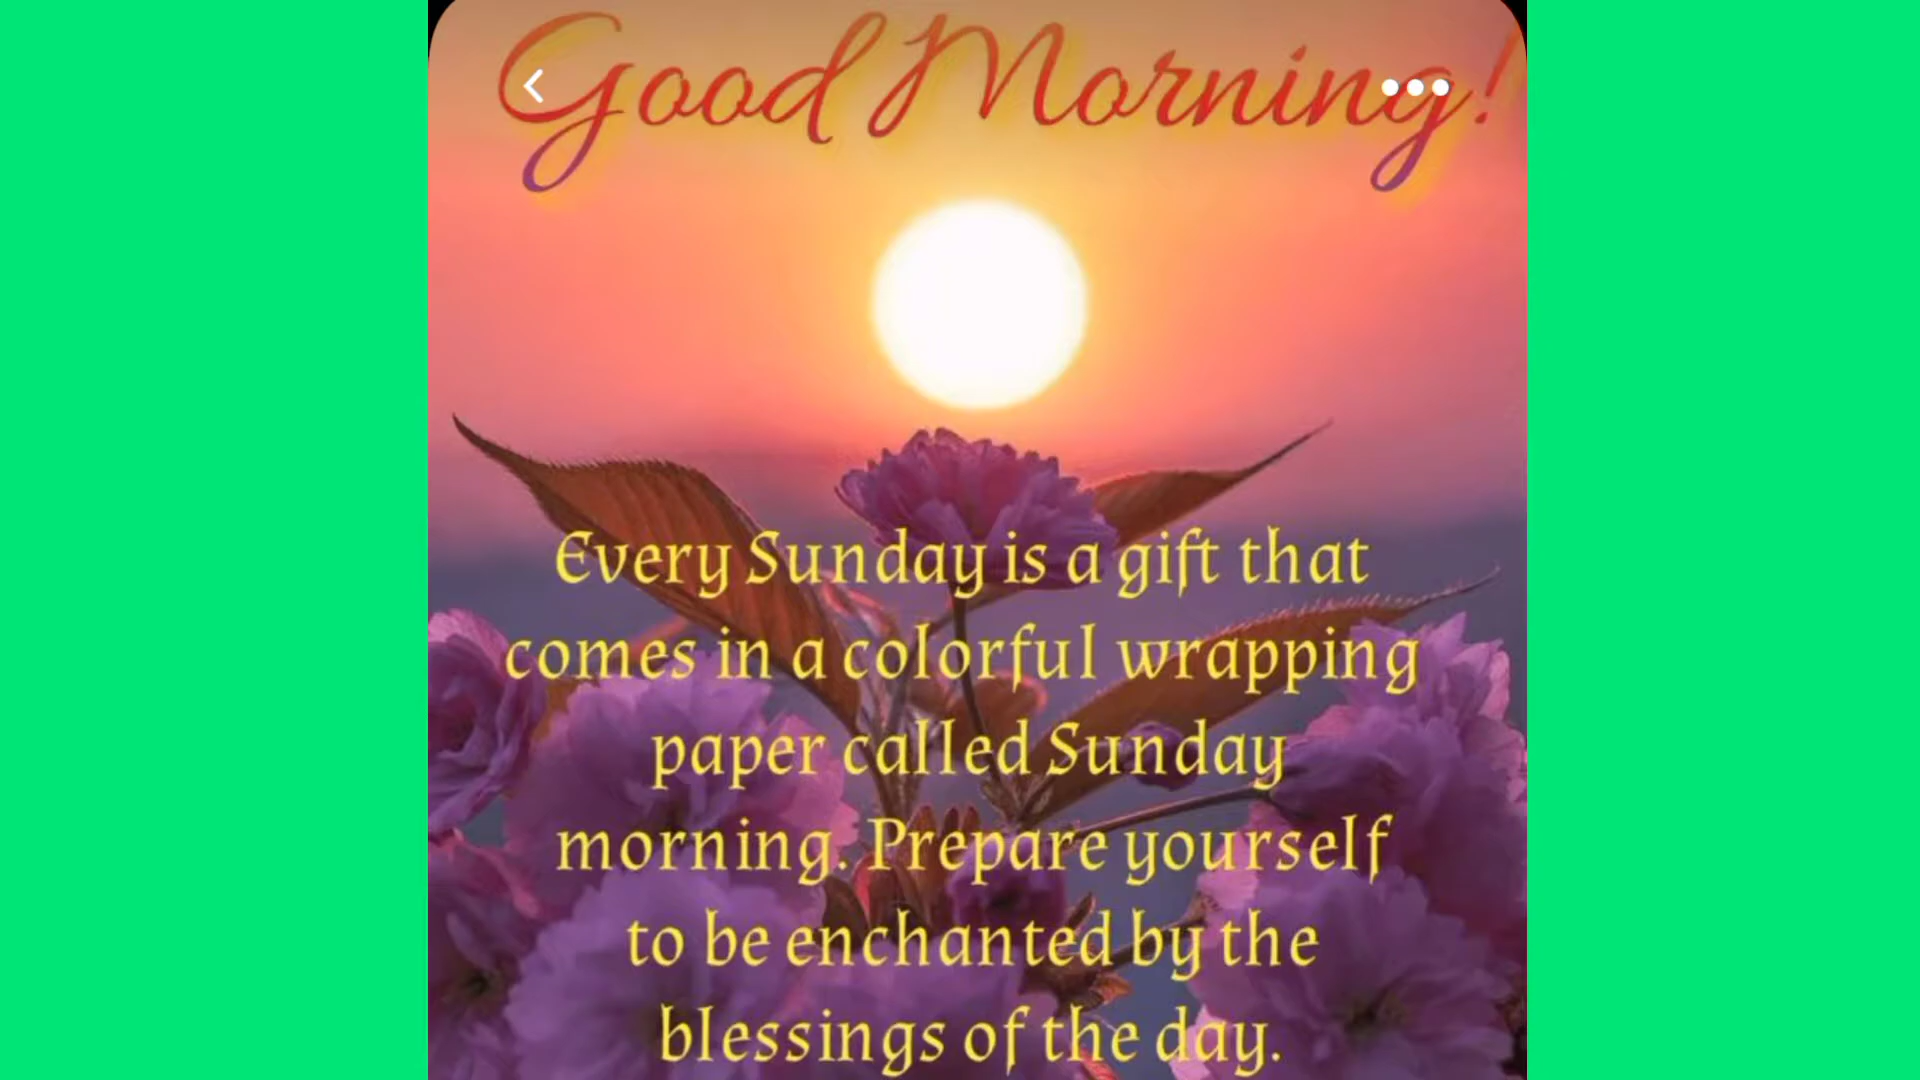 Good Morning!
Every Sunday is a gift that
comes in a colorful wrapping
paper called Sunday
morning. Prepare yourself
to be enchanted by the
blessings of the day.